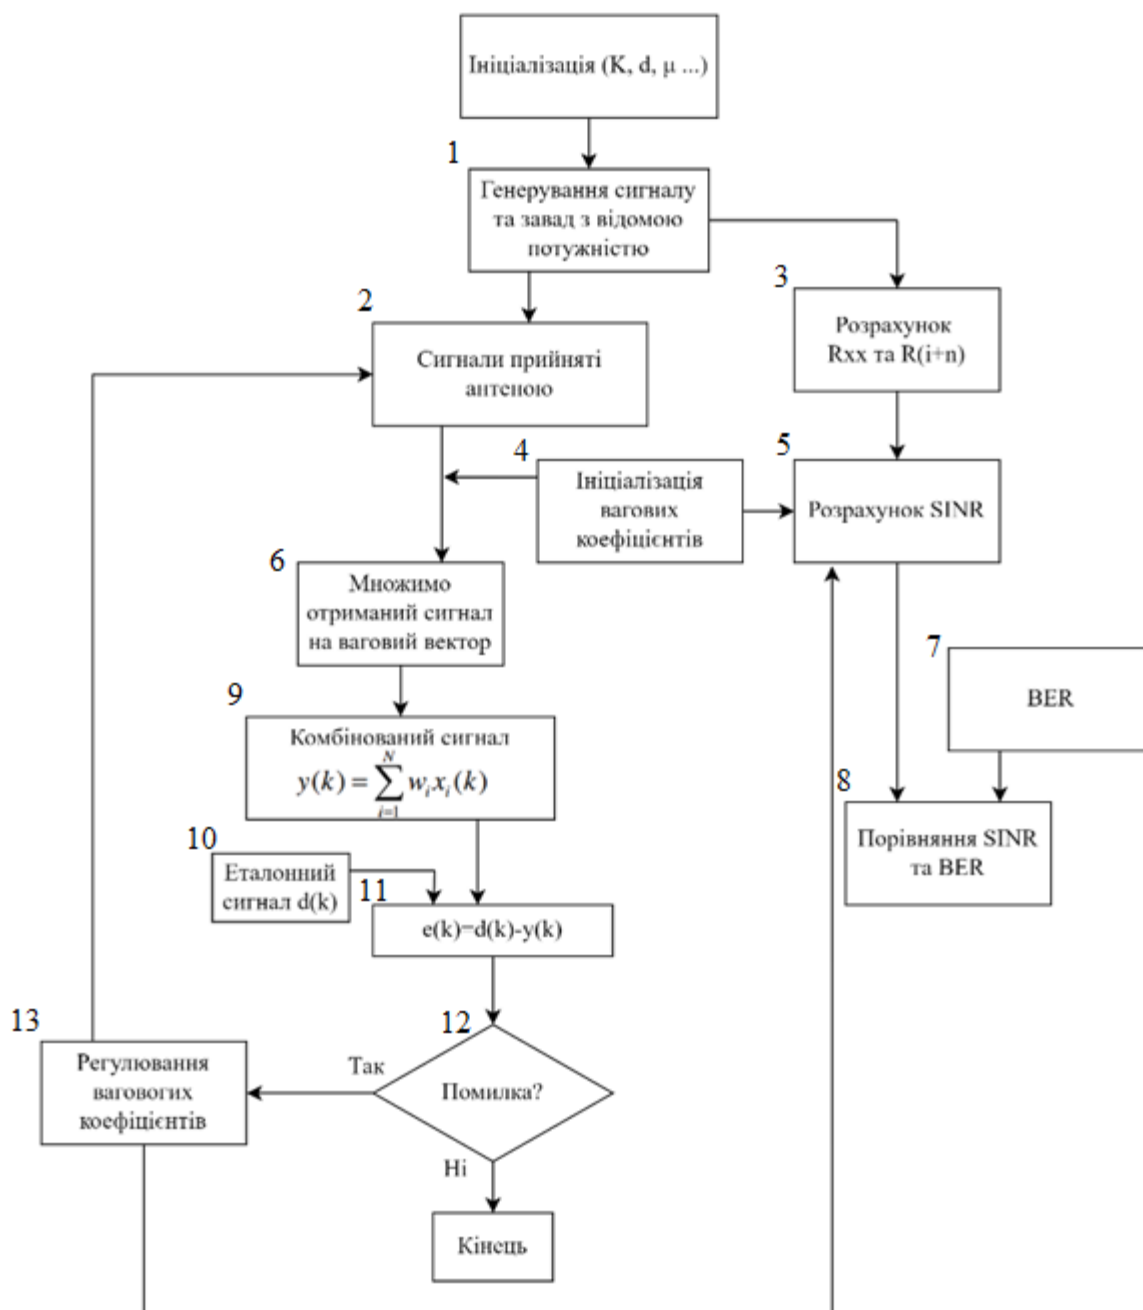 Ініціалізація (K, d, μ ...)
1
Генерування сигналу
та завад з відомою
потужністю
2
Сигнали прийняті
антеною
3
Розрахунок
Rxx та R(i+n)
4
Ініціалізація
вагових
коефіцієнтів
5
Розрахунок SINR
6
Множимо
отриманий сигнал
на ваговий вектор
7
BER
8
Порівняння SINR
та BER
9
Комбінований сигнал
y(k) = ∑_{i=1}^{N} w_i x_i(k)
10
Еталонний
сигнал d(k)
11
e(k)=d(k)-y(k)
12
Помилка?
Так
Ні
13
Регулювання
ваговогих
коефіцієнтів
Кінець